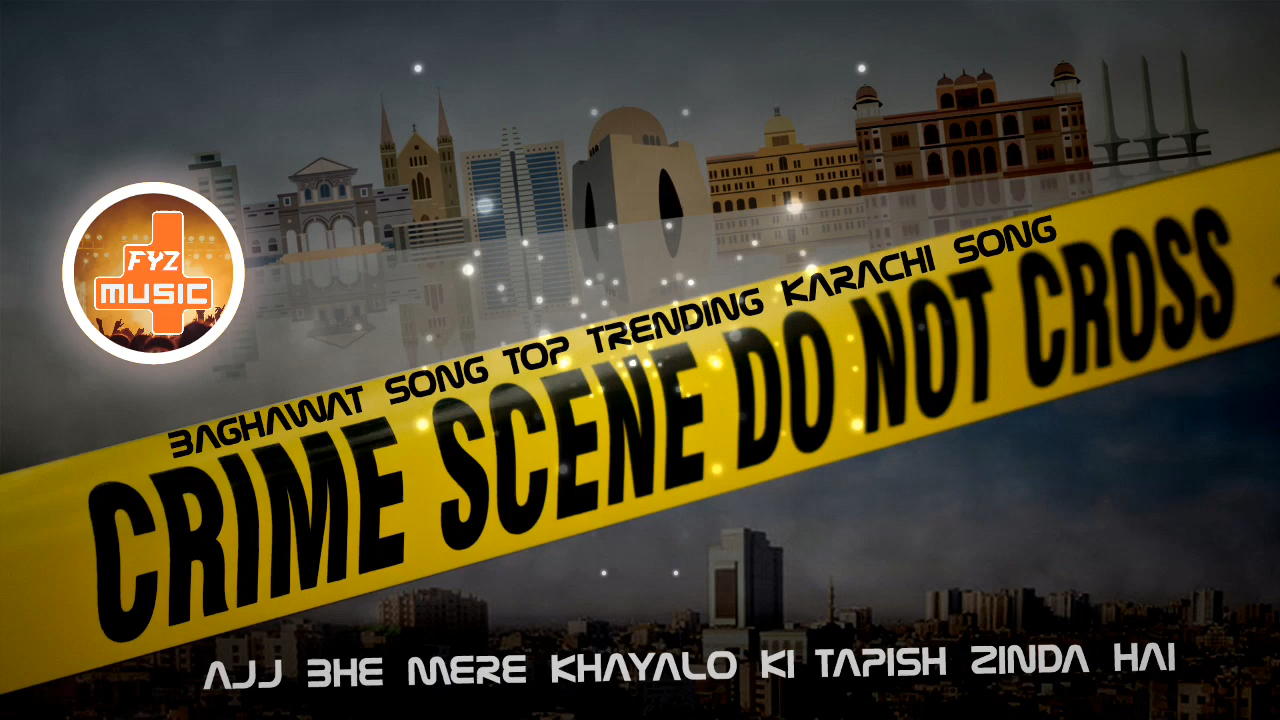 FYZ
MUSIC
BAGHAWAT SONG TOP TRENDING KARACHI SONG
CRIME SCENE DO NOT CROSS
AJJ BHE MERE KHAYALO KI TAPISH ZINDA HAI